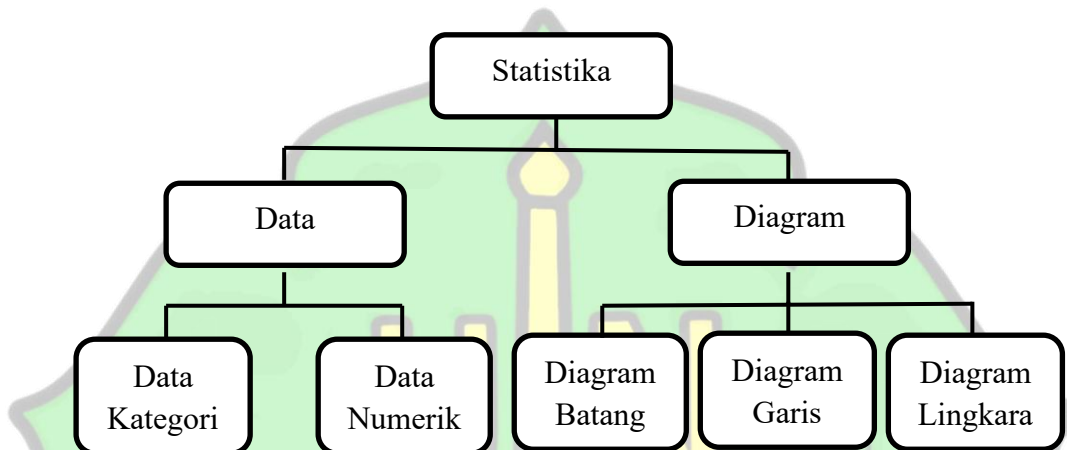 Statistika
Data
Diagram
Data
Kategori
Data
Numerik
Diagram
Batang
Diagram
Garis
Diagram
Lingkara